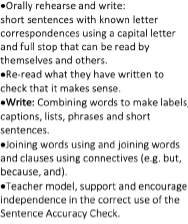 •Orally rehearse and write:
short sentences with known letter
correspondences using a capital letter
and full stop that can be read by
themselves and others.
•Re-read what they have written to
check that it makes sense.
•Write: Combining words to make labels,
captions, lists, phrases and short
sentences.
•Joining words using and joining words
and clauses using connectives (e.g. but,
because, and).
•Teacher model, support and encourage
independence in the correct use of the
Sentence Accuracy Check.